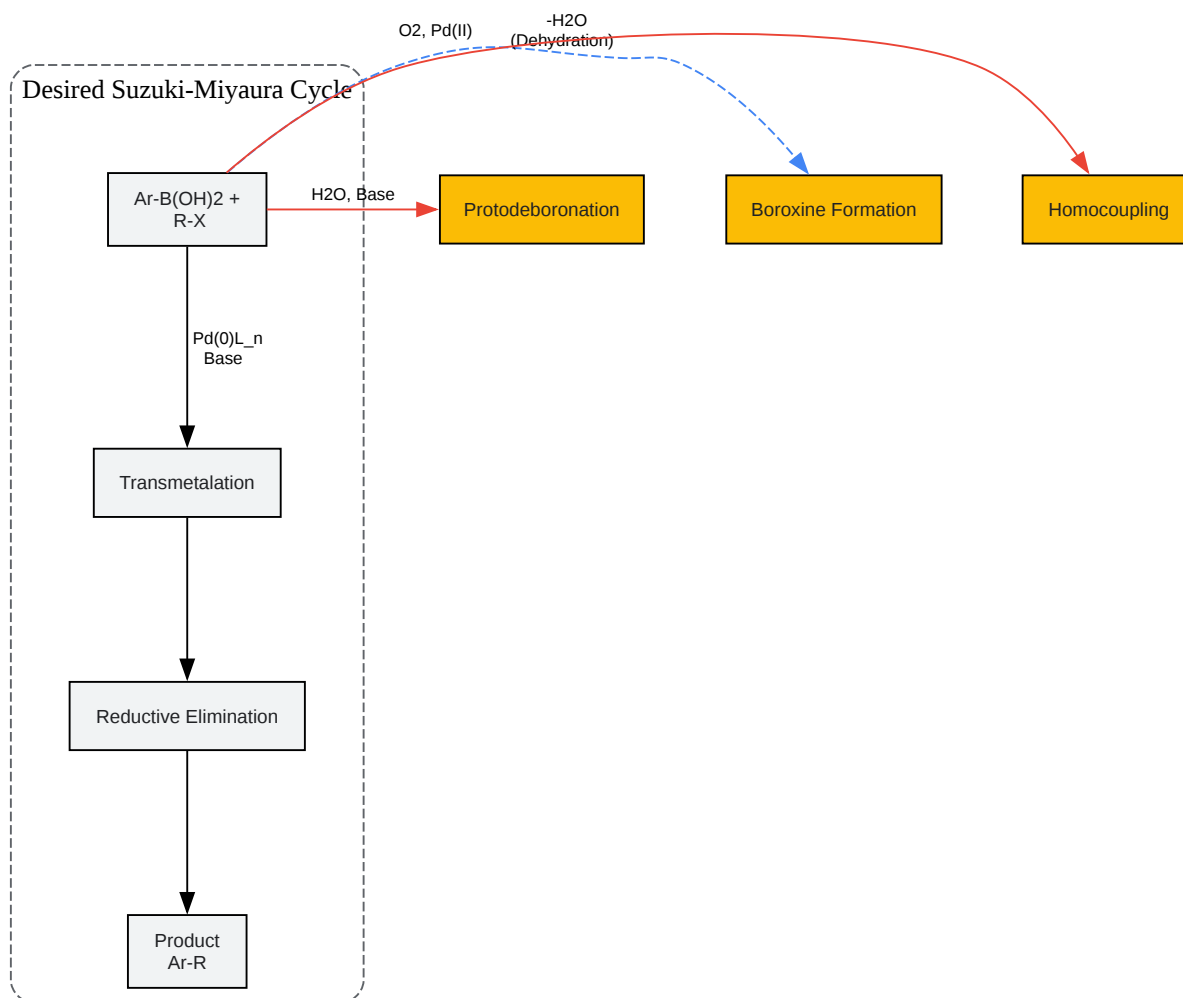 O2, Pd(II)
-H2O
(Dehydration)
Desired Suzuki-Miyaura Cycle
Ar-B(OH)2 +
R-X
H2O, Base
Protodeboronation
Boroxine Formation
Homocoupling
Pd(0)L_n
Base
Transmetalation
Reductive Elimination
Product
Ar-R